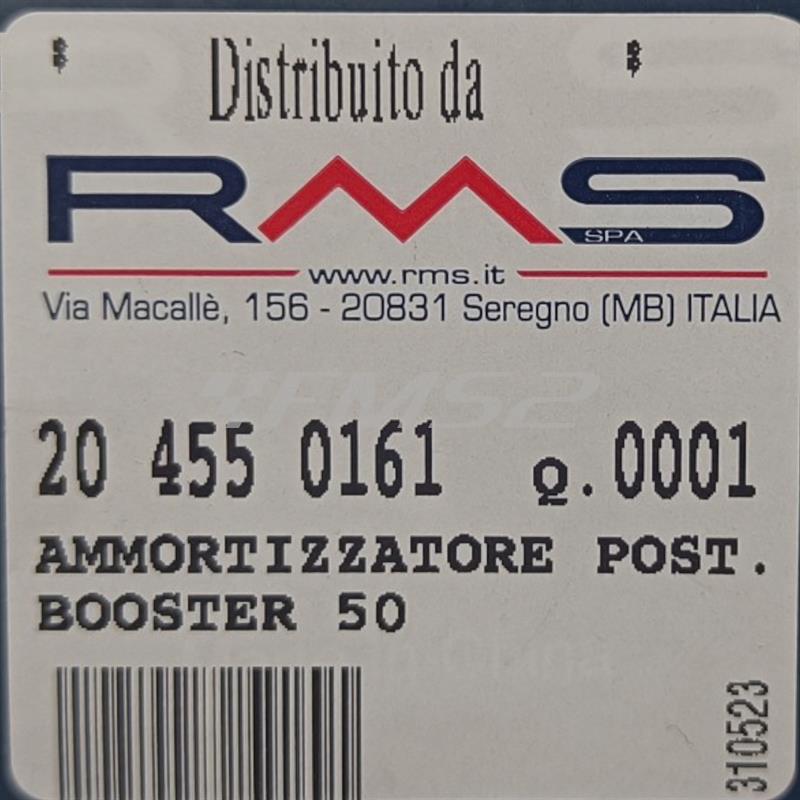 Distribuito da
RMS
SPA
www.rms.it
Via Macallè, 156 - 20831 Seregno (MB) ITALIA
#FMS2
20 455 0161 Q.0001
AMMORTIZZATORE POST.
BOOSTER 50
310523